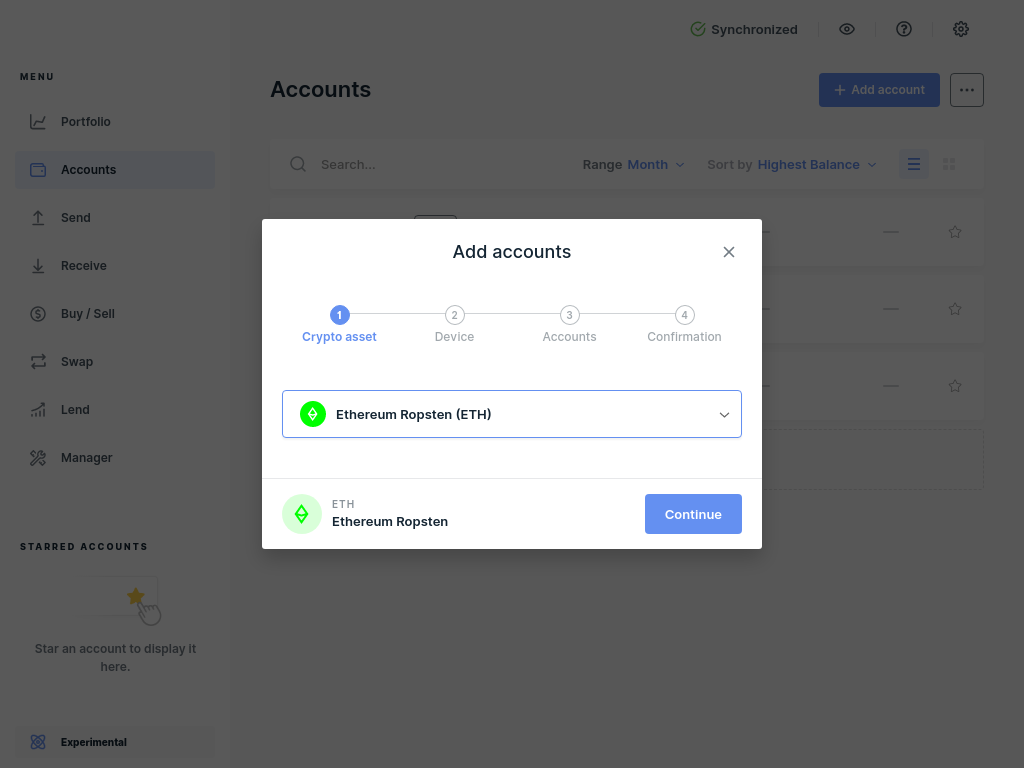 Synchronized
MENU
Portfolio
Accounts
Send
Receive
Buy / Sell
Swap
Lend
Manager
STARRED ACCOUNTS
Star an account to display it
here.
Experimental
Accounts
+ Add account
Search...
Range Month
Sort by Highest Balance
Add accounts
1
Crypto asset
2
Device
3
Accounts
4
Confirmation
Ethereum Ropsten (ETH)
ETH
Ethereum Ropsten
Continue